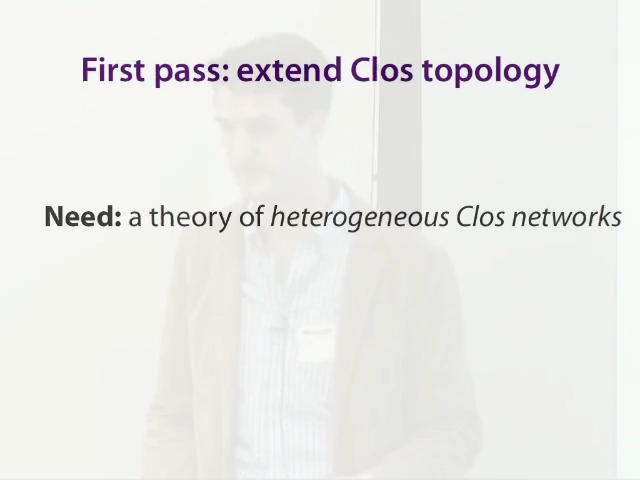 First pass: extend Clos topology
Need: a theory of heterogeneous Clos networks